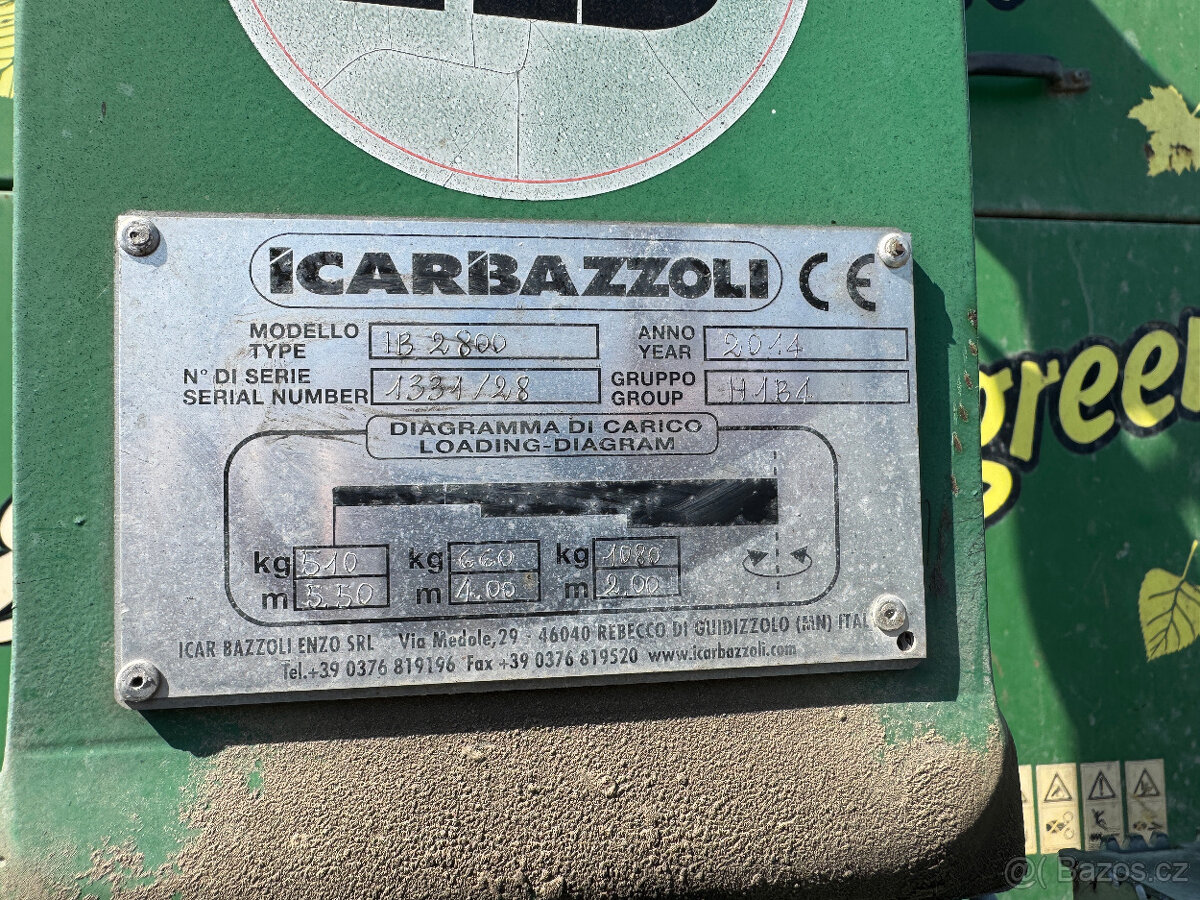 ICARBAZZOLI CE
MODELLO
TYPE
IB 2800
ANNO
YEAR
2014
N° DI SERIE
SERIAL NUMBER
1331/28
GRUPPO
GROUP
H1B1
DIAGRAMMA DI CARICO
LOADING-DIAGRAM
kg 510 kg 660 kg 1080
m 5.50 m 4.00 m 2.00
ICAR BAZZOLI ENZO SRL Via Medole,29 - 46040 REBECCO DI GUIDIZZOLO (MN) ITAL
Tel.+39 0376 819196 Fax +39 0376 819520 www.icarbazzoli.com
green
Bazos.cz